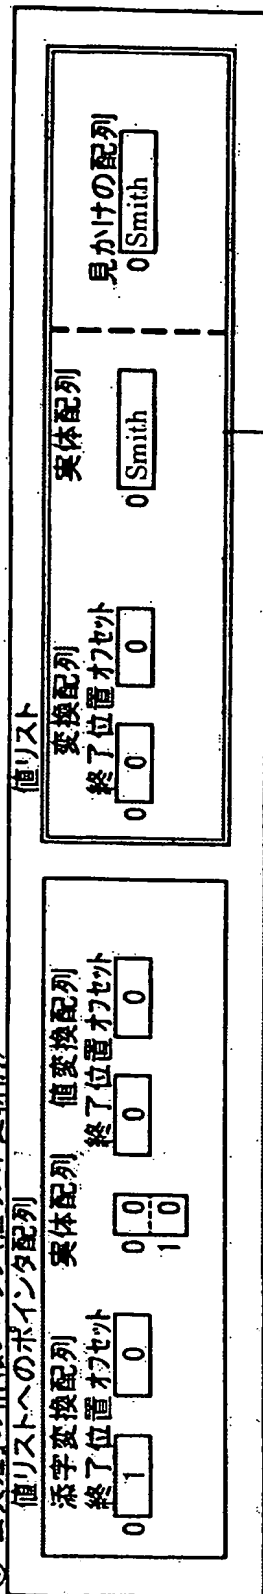 値リストへのポインタ配列
添字変換配列 実体配列 値変換配列
終了位置 オフセット 終了位置 オフセット
0 1 0 0 0 0 0
1 0
値リスト
変換配列 実体配列 見かけの配列
終了位置 オフセット
0 0 0 0 Smith 0 Smith